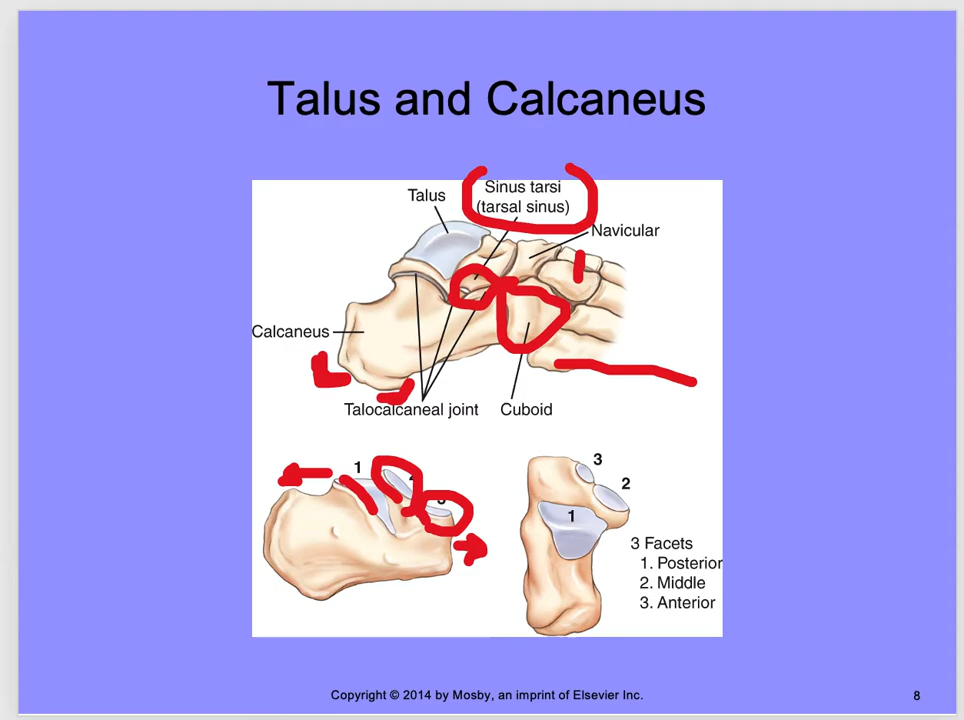 Talus and Calcaneus
Sinus tarsi
(tarsal sinus)
Talus
Navicular
Calcaneus
Talocalcaneal joint
Cuboid
1
3
2
1
3 Facets
1. Posterior
2. Middle
3. Anterior
Copyright © 2014 by Mosby, an imprint of Elsevier Inc.
8